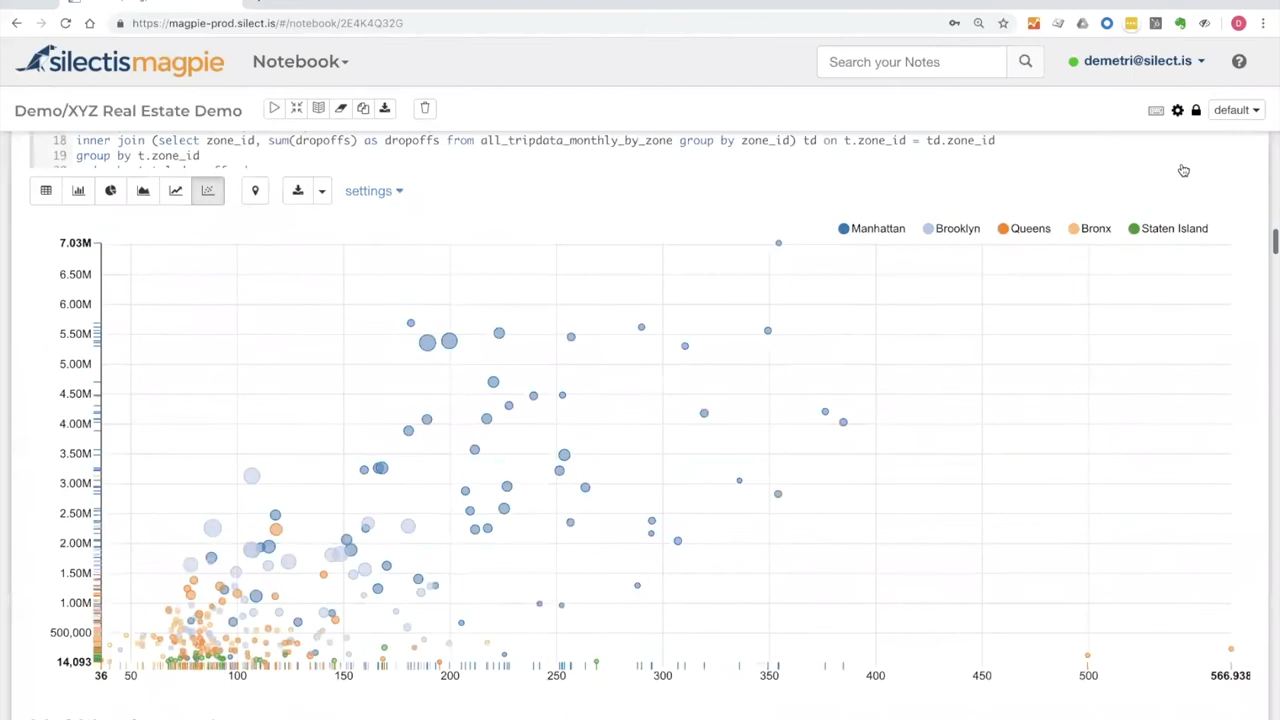 https://magpie-prod.silect.is/#/notebook/2E4K4Q32G
D
silectismagpie
Notebook
Search your Notes
demetri@silect.is
?
Demo/XYZ Real Estate Demo
default
18 inner join (select zone_id, sum(dropoffs) as dropoffs from all_tripdata_monthly_by_zone group by zone_id) td on t.zone_id = td.zone_id
19 group by t.zone_id
settings
Manhattan Brooklyn Queens Bronx Staten Island
7.03M
6.50M
6.00M
5.50M
5.00M
4.50M
4.00M
3.50M
3.00M
2.50M
2.00M
1.50M
1.00M
500,000
14,093
36 50 100 150 200 250 300 350 400 450 500 566.938